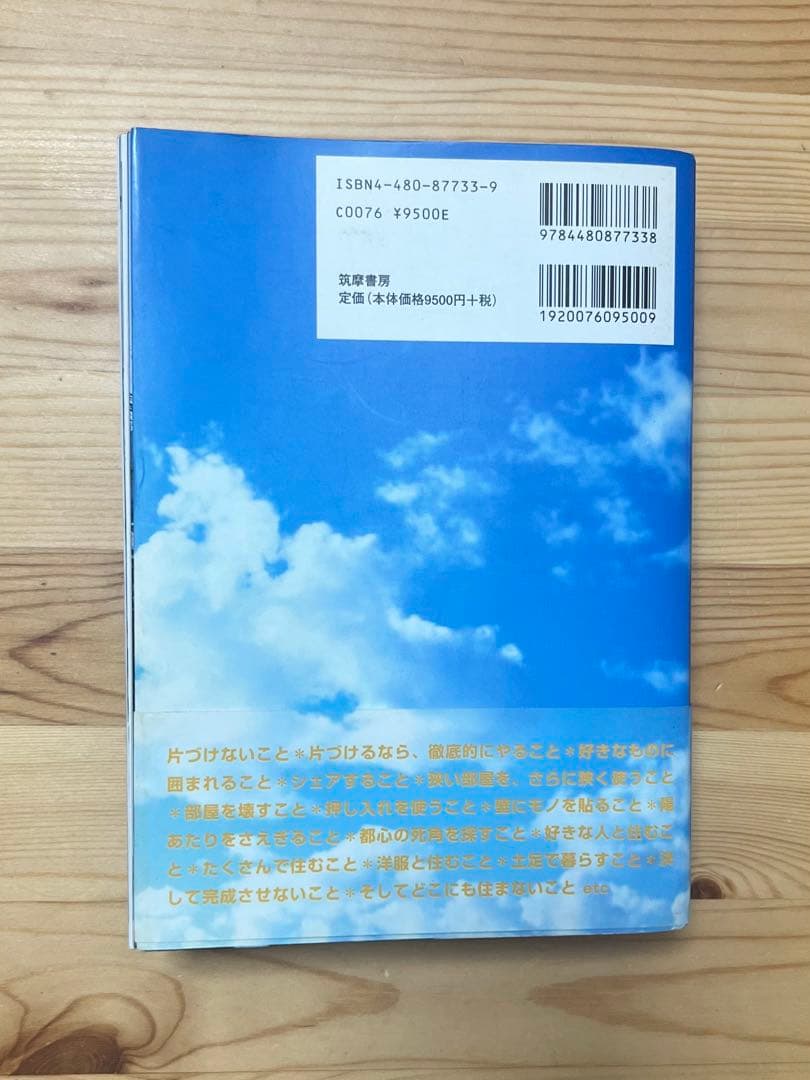 ISBN4-480-87733-9
C0076 ¥9500E
9784480877338
筑摩書房
定価(本体価格9500円+税)
1920076095009
片づけないこと＊片づけるなら、徹底的にやること＊好きなものに
囲まれること＊シェアすること＊狭い部屋を、さらに狭く使うこと
＊部屋を壊すこと＊押し入れを使うこと＊壁にモノを貼ること＊陽
あたりをさえぎること＊都心の死角を探すこと＊好きな人と住むこ
と＊たくさんで住むこと＊洋服と住むこと＊土足で暮らすこと＊決
して完成させないこと＊そしてどこにも住まないこと etc